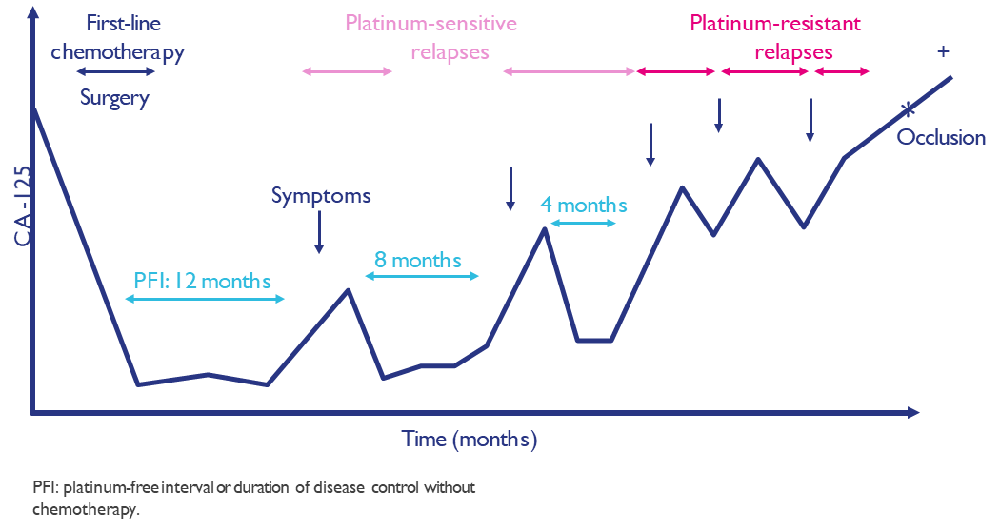 First-line
chemotherapy
Surgery
Platinum-sensitive
relapses
Platinum-resistant
relapses
+
*
Occlusion
CA-125
Symptoms
4 months
8 months
PFI: 12 months
Time (months)
PFI: platinum-free interval or duration of disease control without
chemotherapy.